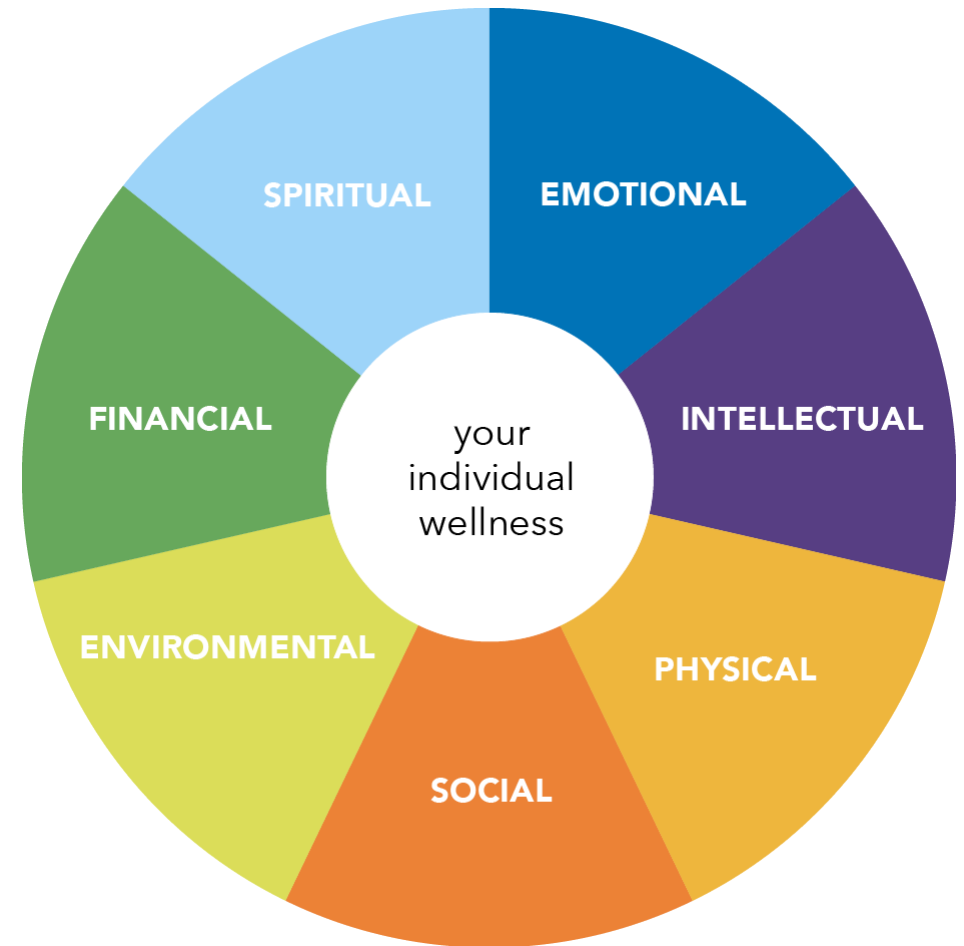 SPIRITUAL
EMOTIONAL
FINANCIAL
INTELLECTUAL
your
individual
wellness
ENVIRONMENTAL
PHYSICAL
SOCIAL